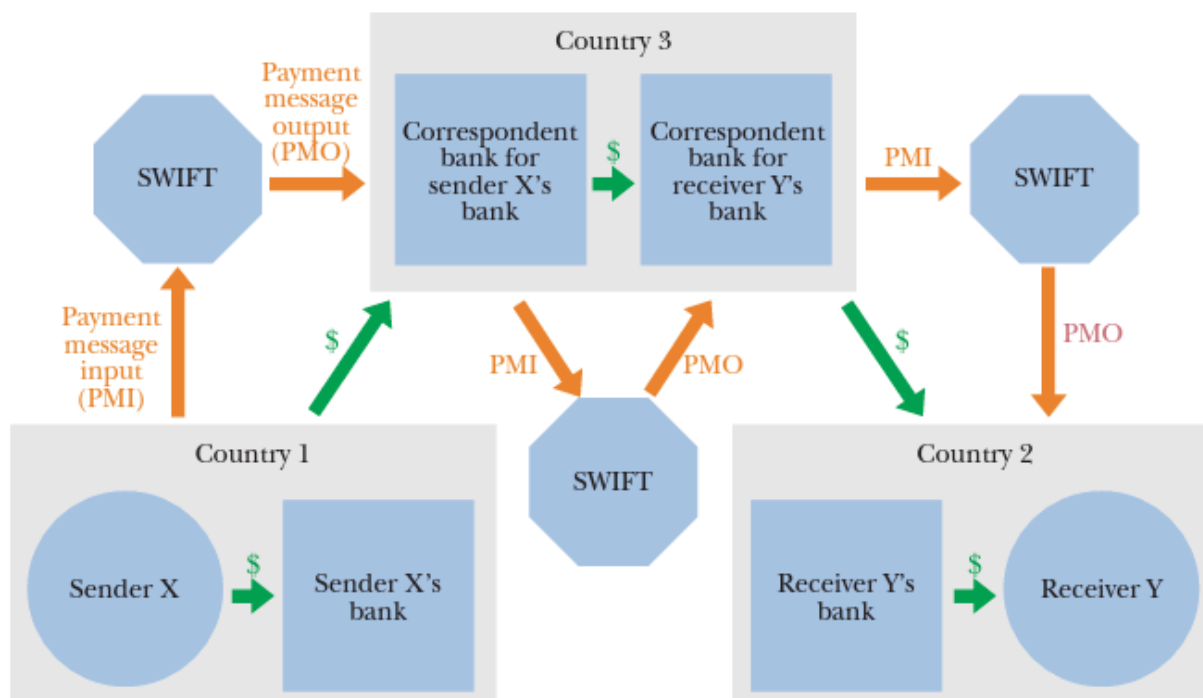 Country 3
Payment
message
output
(PMO)
SWIFT
Correspondent
bank for
sender X's
bank
$
Correspondent
bank for
receiver Y's
bank
PMI
SWIFT
Payment
message
input
(PMI)
$
PMI
PMO
$
PMO
SWIFT
Country 1
Sender X
$
Sender X's
bank
Country 2
Receiver Y's
bank
$
Receiver Y